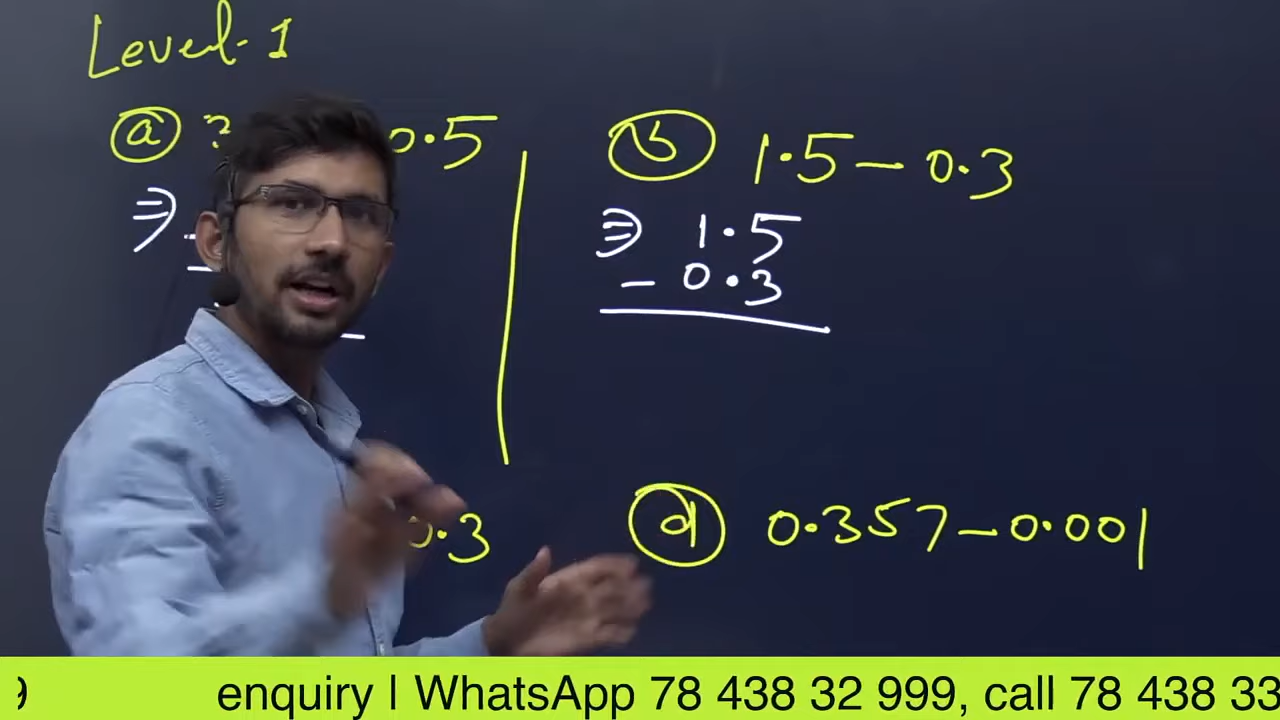 Level-1
ⓐ 0.5
ⓑ 1.5 – 0.3
⇒ 1.5
– 0.3
0.3
ⓓ 0.357 – 0.001
9 enquiry | WhatsApp 78 438 32 999, call 78 438 33